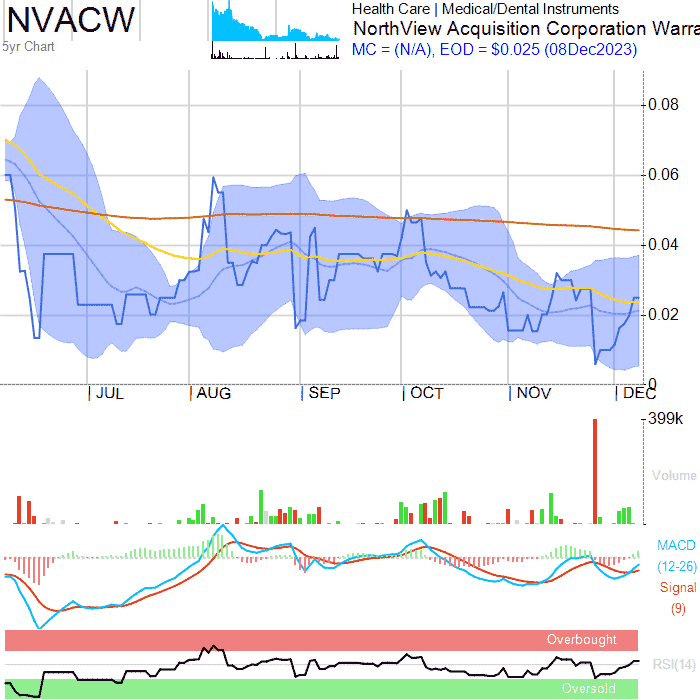 NVACW
5yr Chart
Health Care | Medical/Dental Instruments
NorthView Acquisition Corporation Warra
MC = (N/A), EOD = $0.025 (08Dec2023)
0.08
0.06
0.04
0.02
0
JUL
AUG
SEP
OCT
NOV
DEC
399k
Volume
MACD
(12-26)
Signal
(9)
Overbought
RSI(14)
Oversold